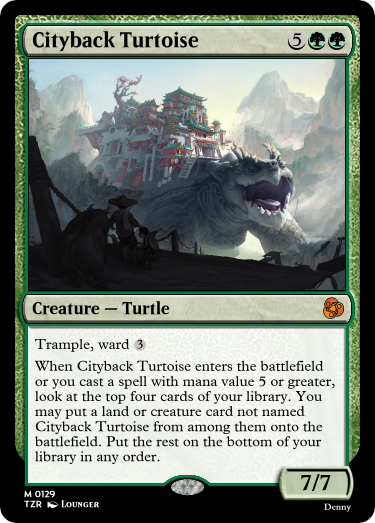 Cityback Turtoise 5
Creature — Turtle
Trample, ward 3
When Cityback Turtoise enters the battlefield
or you cast a spell with mana value 5 or greater,
look at the top four cards of your library. You
may put a land or creature card not named
Cityback Turtoise from among them onto the
battlefield. Put the rest on the bottom of your
library in any order.
7/7
M 0129
TZR LOUNGER
Denny